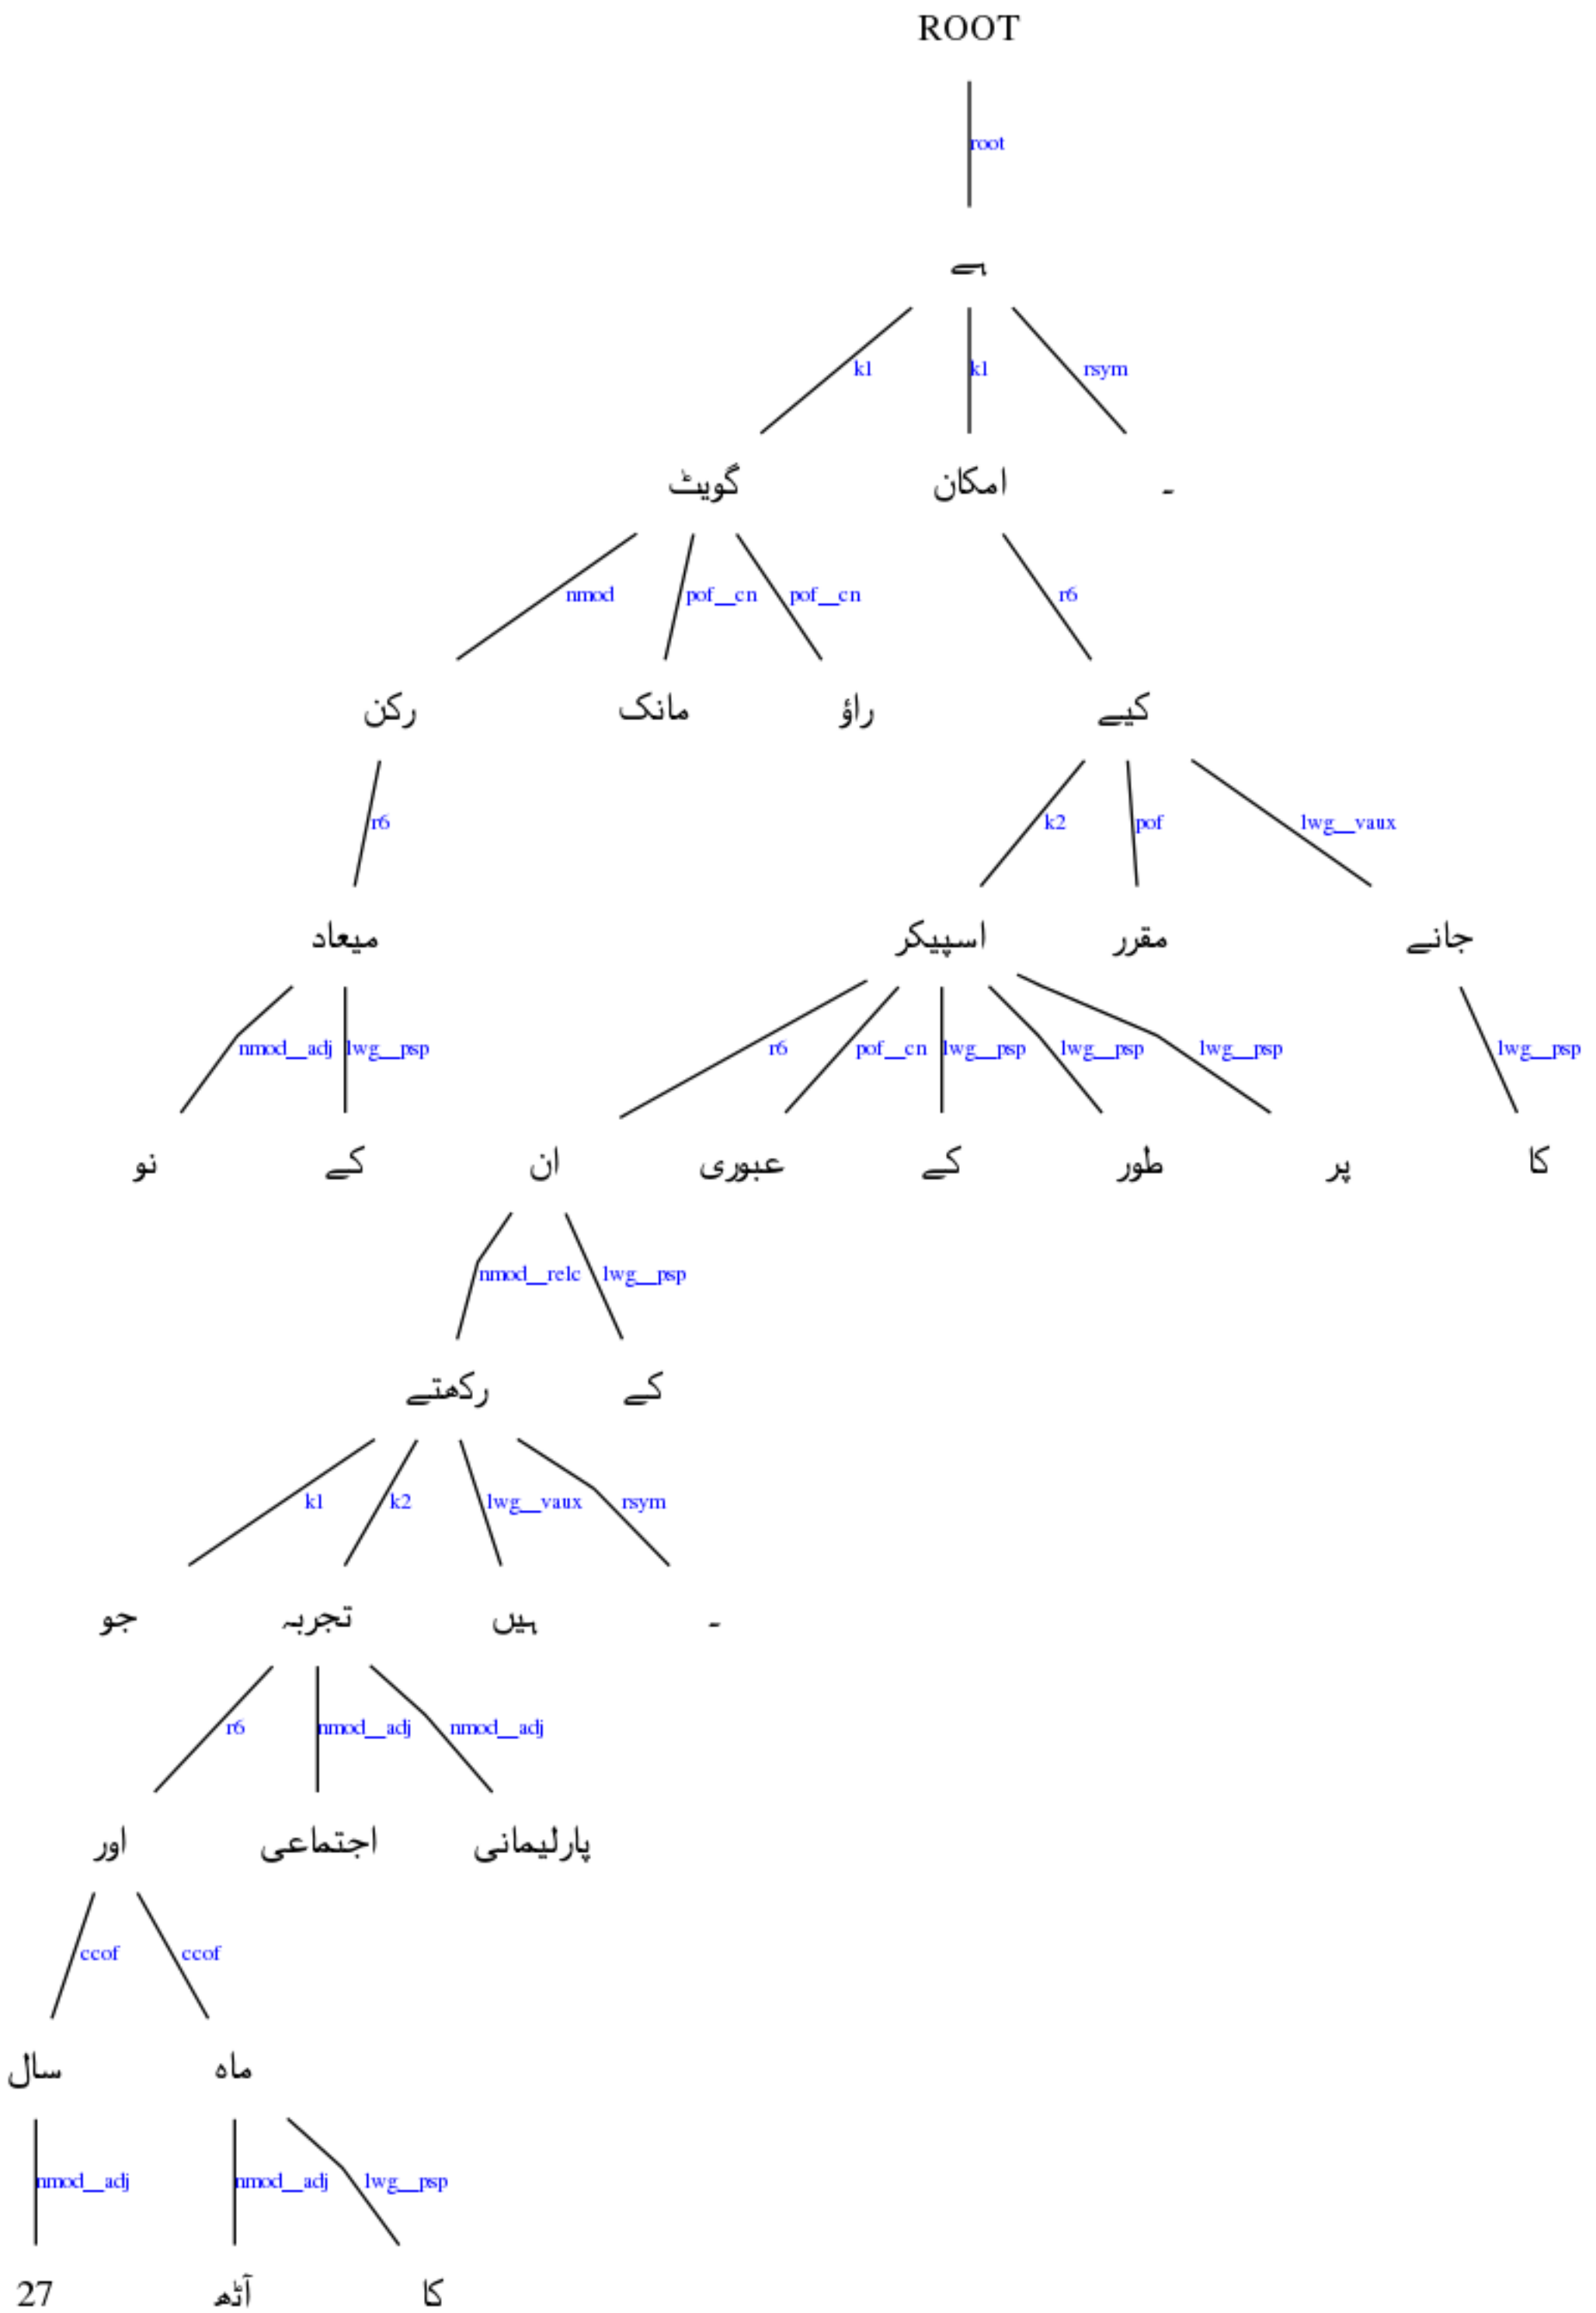 ROOT
root
ہے
k1 k1 rsym
گویٹ امکان ۔
nmod pof__cn pof__cn r6
رکن مانک راؤ کیے
r6 k2 pof lwg__vaux
میعاد اسپیکر مقرر جانے
nmod__adj lwg__psp r6 pof__cn lwg__psp lwg__psp lwg__psp lwg__psp
نو کے ان عبوری کے طور پر کا
nmod__relc lwg__psp
رکھتے کے
k1 k2 lwg__vaux rsym
جو تجربہ ہیں ۔
r6 nmod__adj nmod__adj
اور اجتماعی پارلیمانی
ccof ccof
سال ماہ
nmod__adj nmod__adj lwg__psp
27 آٹھ کا